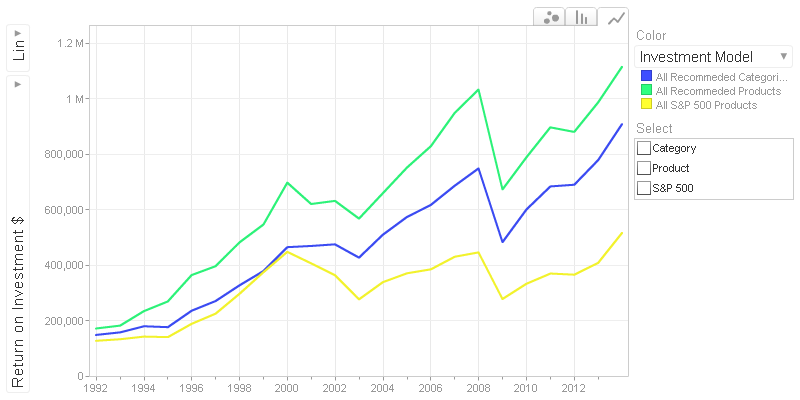 Lin
Return on Investment $
1.2 M
1 M
800,000
600,000
400,000
200,000
0
1992 1994 1996 1998 2000 2002 2004 2006 2008 2010 2012
Color
Investment Model
All Recommeded Categori...
All Recommeded Products
All S&P 500 Products
Select
Category
Product
S&P 500